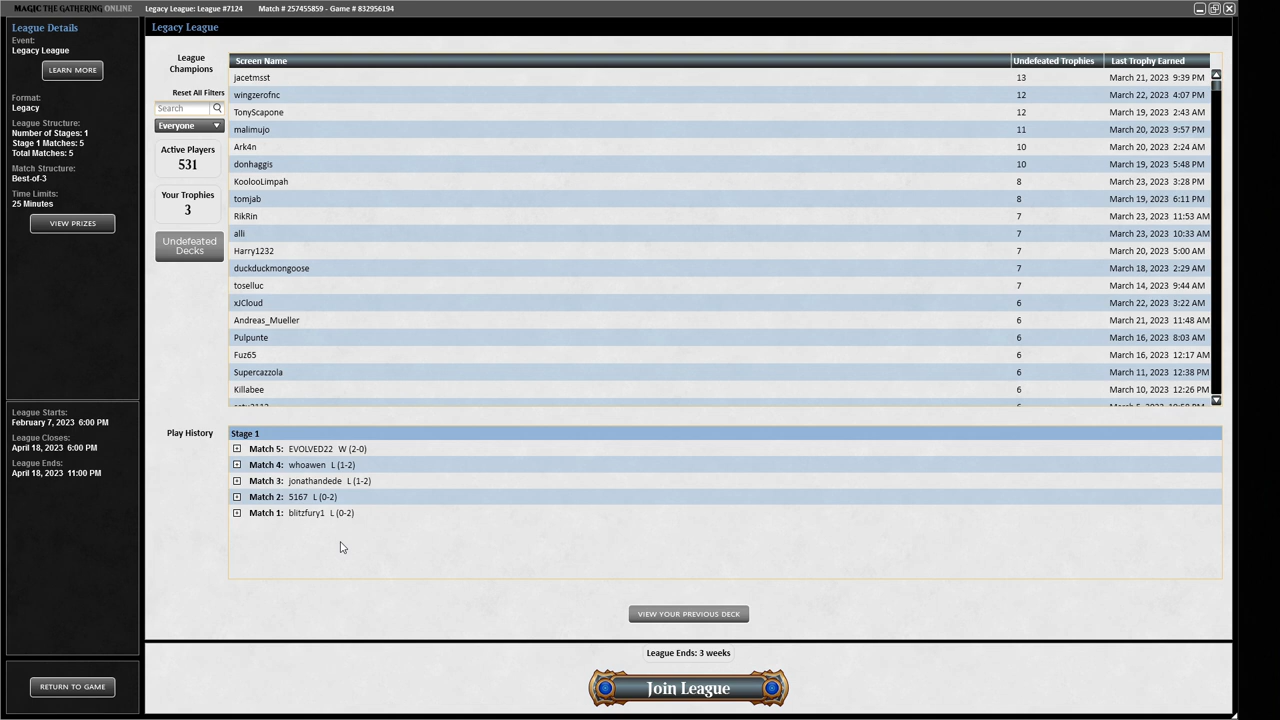 MAGIC THE GATHERING ONLINE
Legacy League: League #7124 Match # 257455859 - Game # 832956194
League Details
Event:
Legacy League
LEARN MORE
Format:
Legacy
League Structure:
Number of Stages: 1
Stage 1 Matches: 5
Total Matches: 5
Match Structure:
Best-of-3
Time Limits:
25 Minutes
VIEW PRIZES
League Starts:
February 7, 2023 6:00 PM
League Closes:
April 18, 2023 6:00 PM
League Ends:
April 18, 2023 11:00 PM
RETURN TO GAME
Legacy League
League
Champions
Reset All Filters
Search
Everyone
Active Players
531
Your Trophies
3
Undefeated
Decks
Screen Name Undefeated Trophies Last Trophy Earned
jacetmsst 13 March 21, 2023 9:39 PM
wingzerofnc 12 March 22, 2023 4:07 PM
TonyScapone 12 March 19, 2023 2:43 AM
malimujo 11 March 20, 2023 9:57 PM
Ark4n 10 March 20, 2023 2:24 AM
donhaggis 10 March 19, 2023 5:48 PM
KoolooLimpah 8 March 23, 2023 3:28 PM
tomjab 8 March 19, 2023 6:11 PM
RikRin 7 March 23, 2023 11:53 AM
alli 7 March 23, 2023 10:33 AM
Harry1232 7 March 20, 2023 5:00 AM
duckduckmongoose 7 March 18, 2023 2:29 AM
toselluc 7 March 14, 2023 9:44 AM
xJCloud 6 March 22, 2023 3:22 AM
Andreas_Mueller 6 March 21, 2023 11:48 AM
Pulpunte 6 March 16, 2023 8:03 AM
Fuz65 6 March 16, 2023 12:17 AM
Supercazzola 6 March 11, 2023 12:38 PM
Killabee 6 March 10, 2023 12:26 PM
Play History
Stage 1
Match 5: EVOLVED22 W (2-0)
Match 4: whoawen L (1-2)
Match 3: jonathandede L (1-2)
Match 2: 5167 L (0-2)
Match 1: blitzfury1 L (0-2)
VIEW YOUR PREVIOUS DECK
League Ends: 3 weeks
Join League